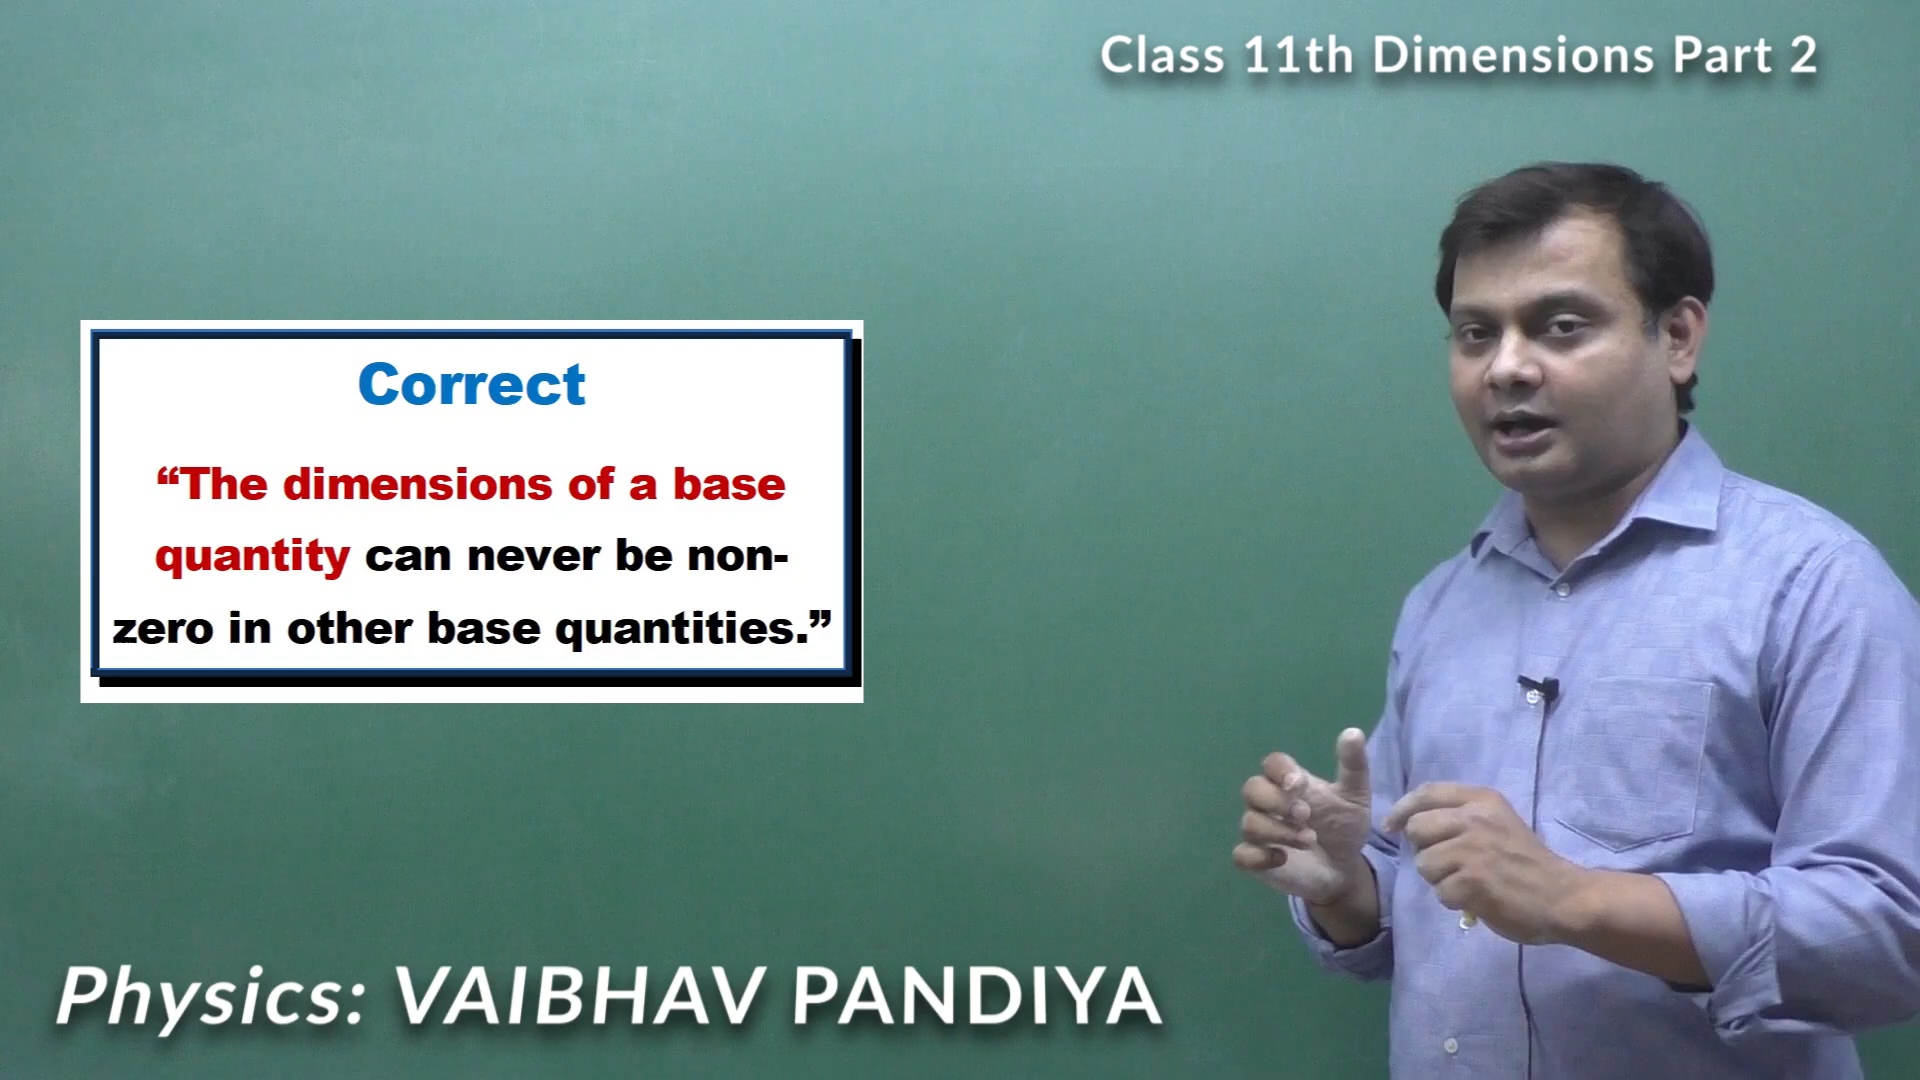 Class 11th Dimensions Part 2
Correct
“The dimensions of a base
quantity can never be non-
zero in other base quantities.”
Physics: VAIBHAV PANDIYA